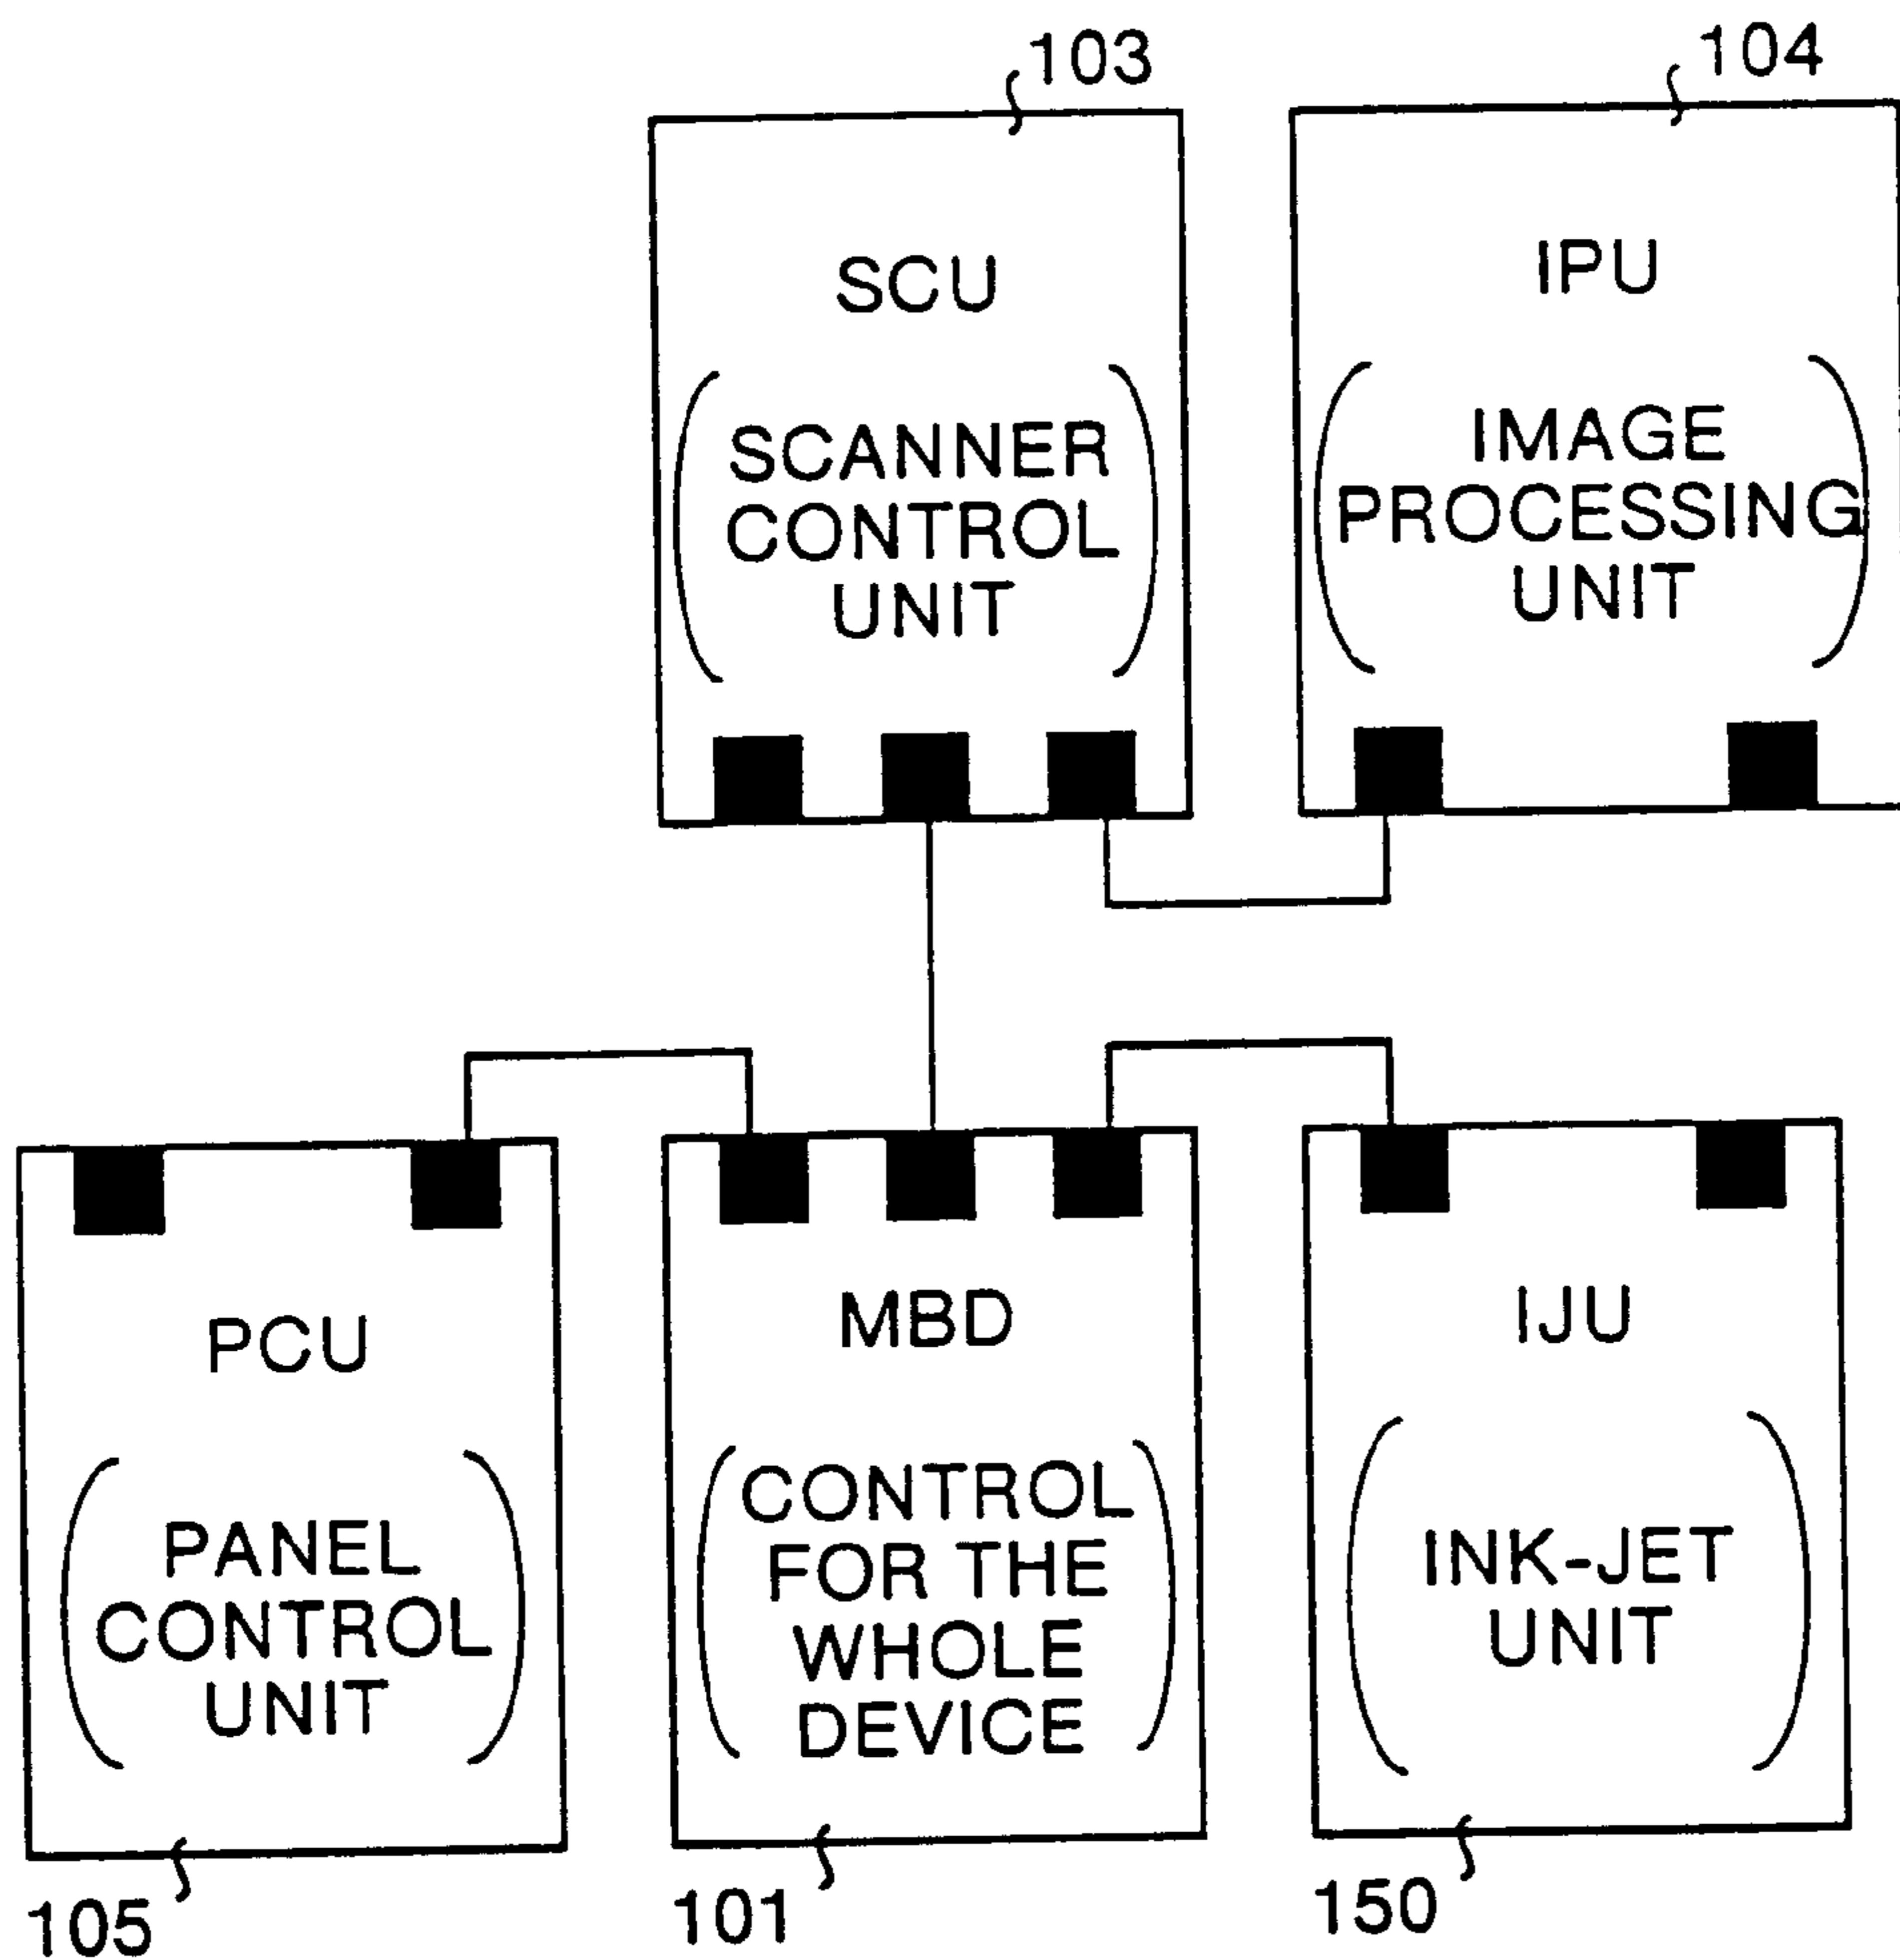 103
SCU
SCANNER
CONTROL
UNIT
104
IPU
IMAGE
PROCESSING
UNIT
PCU
PANEL
CONTROL
UNIT
105
MBD
CONTROL
FOR THE
WHOLE
DEVICE
101
IJU
INK-JET
UNIT
150